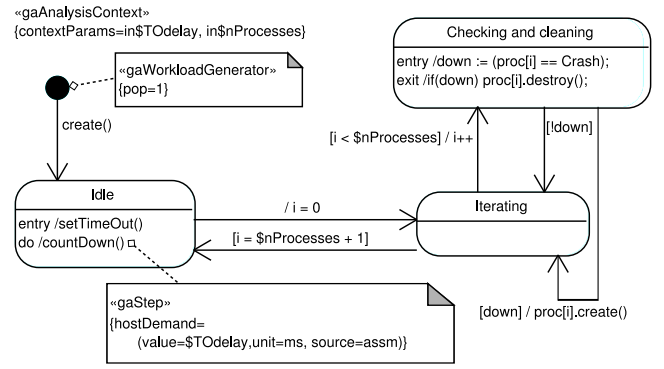 «gaAnalysisContext»
{contextParams=in$TOdelay, in$nProcesses}
«gaWorkloadGenerator»
{pop=1}
create()
Checking and cleaning
entry /down := (proc[i] == Crash);
exit /if(down) proc[i].destroy();
[i < $nProcesses] / i++
[!down]
Idle
entry /setTimeOut()
do /countDown()
/ i = 0
[i = $nProcesses + 1]
Iterating
[down] / proc[i].create()
«gaStep»
{hostDemand=
(value=$TOdelay,unit=ms, source=assm)}